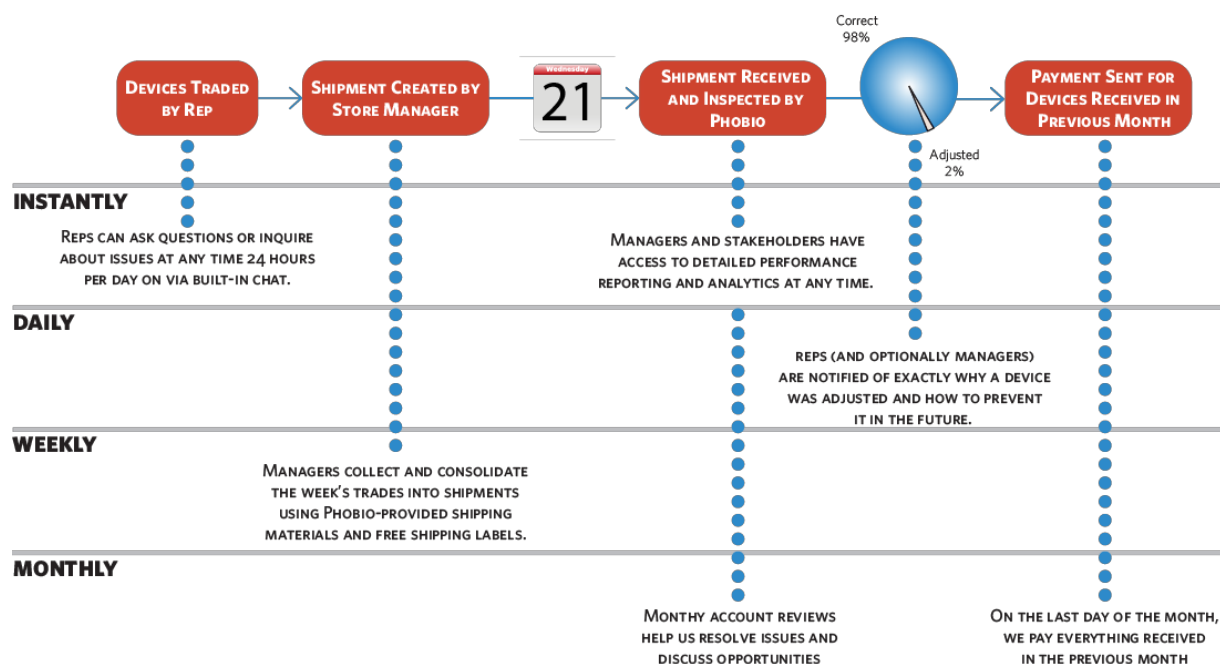 Correct
98%
DEVICES TRADED
BY REP
SHIPMENT CREATED BY
STORE MANAGER
Wednesday
21
SHIPMENT RECEIVED
AND INSPECTED BY
PHOBIO
PAYMENT SENT FOR
DEVICES RECEIVED IN
PREVIOUS MONTH
Adjusted
2%
INSTANTLY
REPS CAN ASK QUESTIONS OR INQUIRE
ABOUT ISSUES AT ANY TIME 24 HOURS
PER DAY ON VIA BUILT-IN CHAT.
MANAGERS AND STAKEHOLDERS HAVE
ACCESS TO DETAILED PERFORMANCE
REPORTING AND ANALYTICS AT ANY TIME.
DAILY
REPS (AND OPTIONALLY MANAGERS)
ARE NOTIFIED OF EXACTLY WHY A DEVICE
WAS ADJUSTED AND HOW TO PREVENT
IT IN THE FUTURE.
WEEKLY
MANAGERS COLLECT AND CONSOLIDATE
THE WEEK'S TRADES INTO SHIPMENTS
USING PHOBIO-PROVIDED SHIPPING
MATERIALS AND FREE SHIPPING LABELS.
MONTHLY
MONTHY ACCOUNT REVIEWS
HELP US RESOLVE ISSUES AND
DISCUSS OPPORTUNITIES
ON THE LAST DAY OF THE MONTH,
WE PAY EVERYTHING RECEIVED
IN THE PREVIOUS MONTH